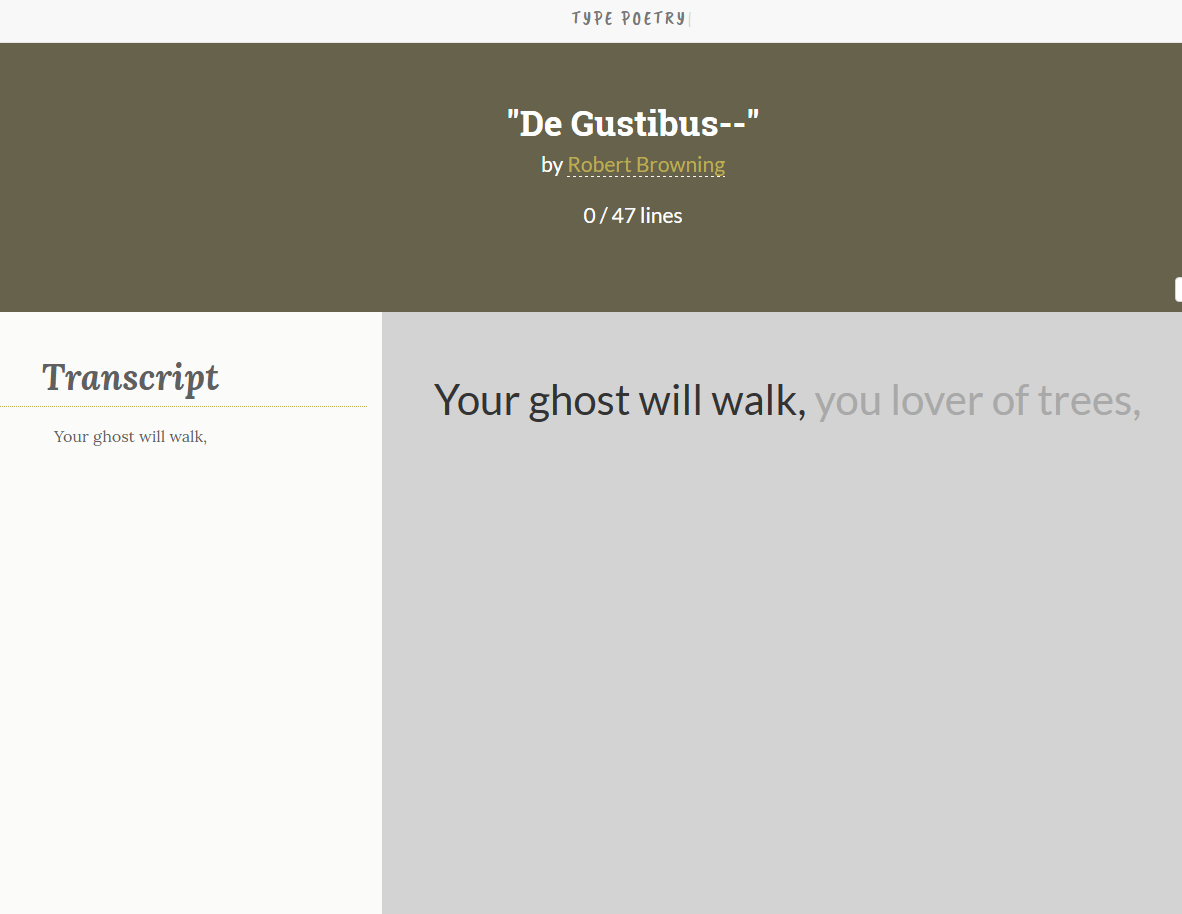 TYPE POETRY|
"De Gustibus--"
by Robert Browning
0 / 47 lines
Transcript
Your ghost will walk,
Your ghost will walk, you lover of trees,